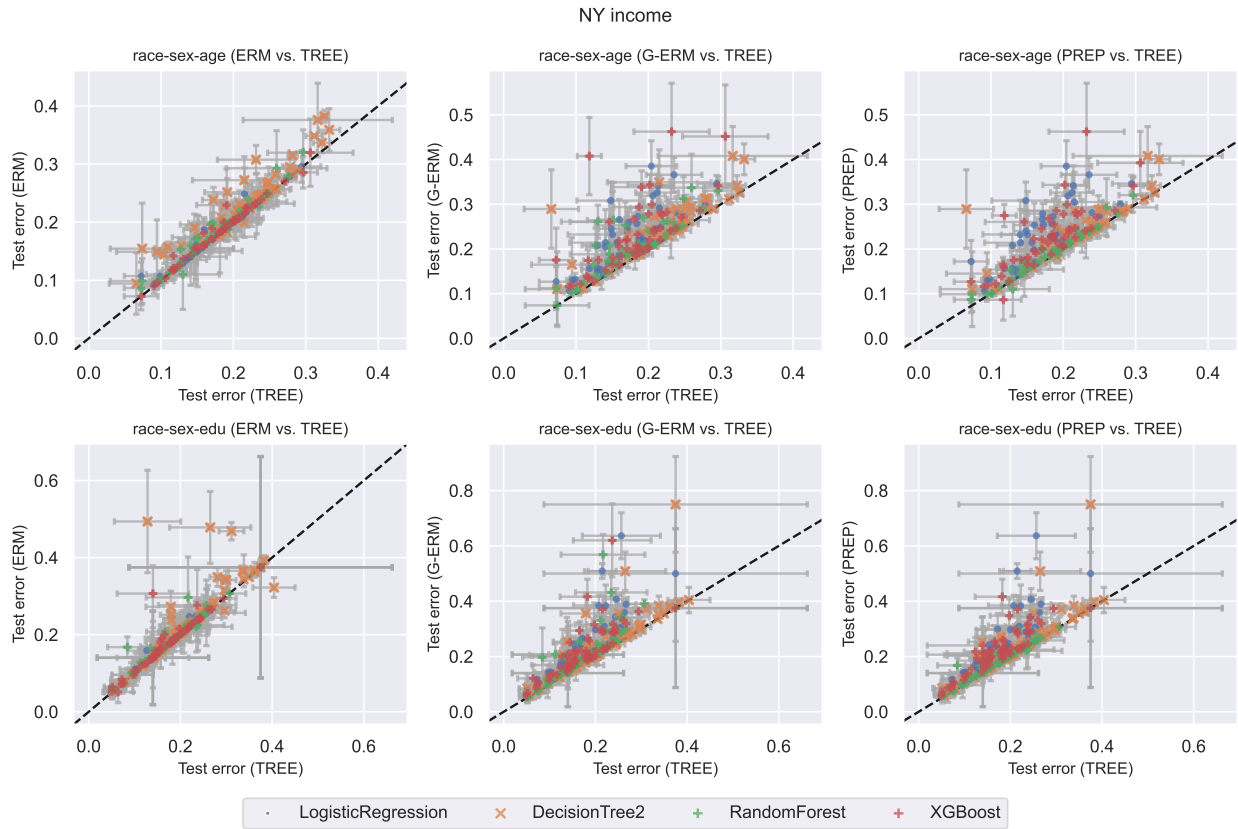 NY income
race-sex-age (ERM vs. TREE)
race-sex-age (G-ERM vs. TREE)
race-sex-age (PREP vs. TREE)
Test error (ERM)
0.4
0.3
0.2
0.1
0.0
0.0 0.1 0.2 0.3 0.4
Test error (TREE)
Test error (G-ERM)
0.5
0.4
0.3
0.2
0.1
0.0
0.0 0.1 0.2 0.3 0.4
Test error (TREE)
Test error (PREP)
0.5
0.4
0.3
0.2
0.1
0.0
0.0 0.1 0.2 0.3 0.4
Test error (TREE)
race-sex-edu (ERM vs. TREE)
race-sex-edu (G-ERM vs. TREE)
race-sex-edu (PREP vs. TREE)
Test error (ERM)
0.6
0.4
0.2
0.0
0.0 0.2 0.4 0.6
Test error (TREE)
Test error (G-ERM)
0.8
0.6
0.4
0.2
0.0
0.0 0.2 0.4 0.6
Test error (TREE)
Test error (PREP)
0.8
0.6
0.4
0.2
0.0
0.0 0.2 0.4 0.6
Test error (TREE)
LogisticRegression DecisionTree2 RandomForest XGBoost